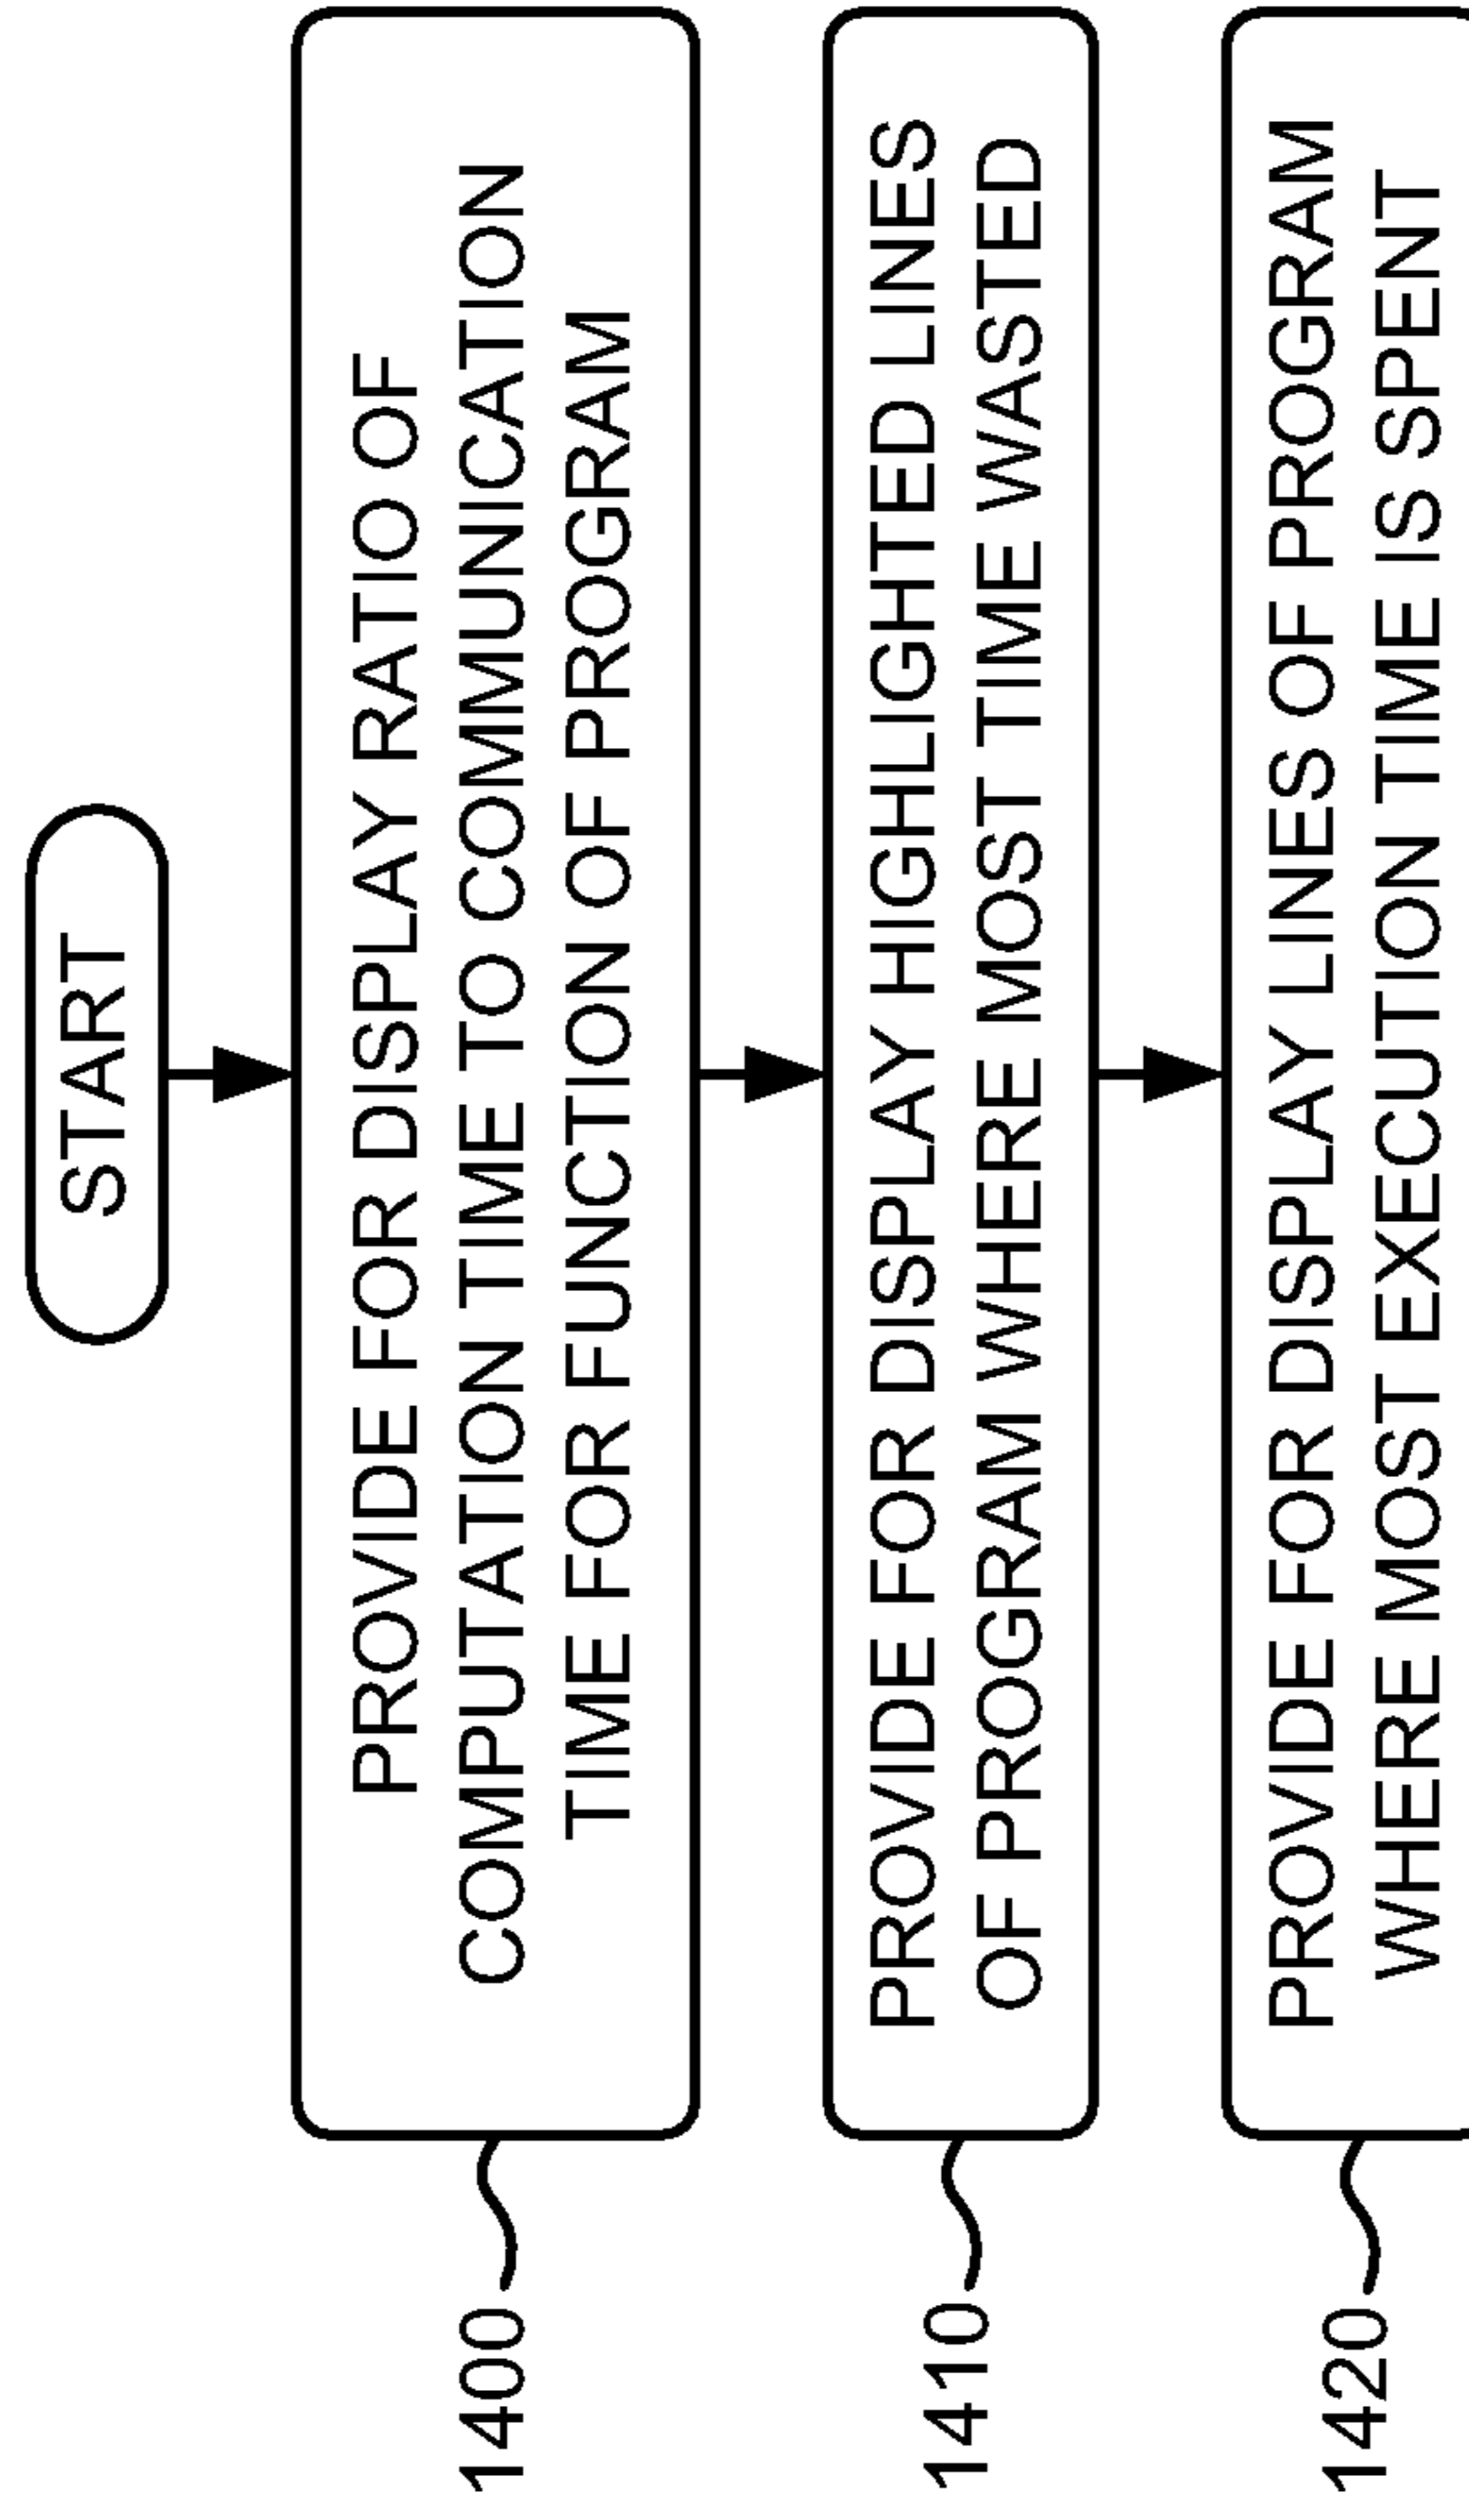 START
PROVIDE FOR DISPLAY RATIO OF
COMPUTATION TIME TO COMMUNICATION
TIME FOR FUNCTION OF PROGRAM
1400
PROVIDE FOR DISPLAY HIGHLIGHTED LINES
OF PROGRAM WHERE MOST TIME WASTED
1410
PROVIDE FOR DISPLAY LINES OF PROGRAM
WHERE MOST EXECUTION TIME IS SPENT
1420